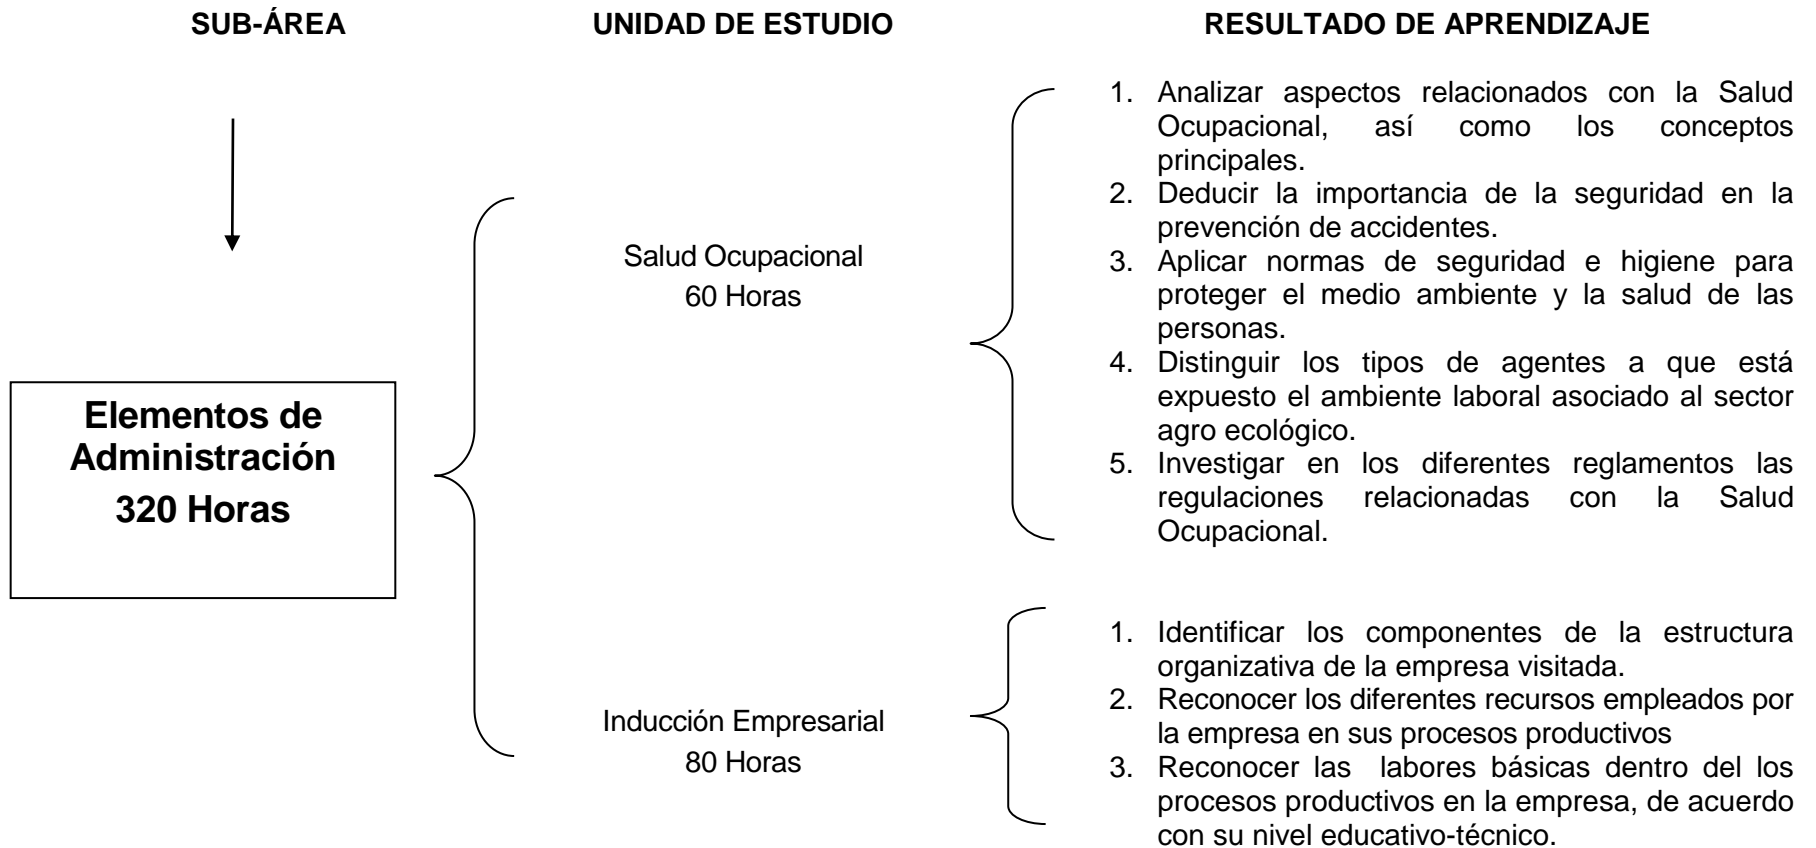 SUB-ÁREA
UNIDAD DE ESTUDIO
RESULTADO DE APRENDIZAJE
Elementos de
Administración
320 Horas
Salud Ocupacional
60 Horas
1. Analizar aspectos relacionados con la Salud
Ocupacional, así como los conceptos
principales.
2. Deducir la importancia de la seguridad en la
prevención de accidentes.
3. Aplicar normas de seguridad e higiene para
proteger el medio ambiente y la salud de las
personas.
4. Distinguir los tipos de agentes a que está
expuesto el ambiente laboral asociado al sector
agro ecológico.
5. Investigar en los diferentes reglamentos las
regulaciones relacionadas con la Salud
Ocupacional.
Inducción Empresarial
80 Horas
1. Identificar los componentes de la estructura
organizativa de la empresa visitada.
2. Reconocer los diferentes recursos empleados por
la empresa en sus procesos productivos
3. Reconocer las labores básicas dentro del los
procesos productivos en la empresa, de acuerdo
con su nivel educativo-técnico.